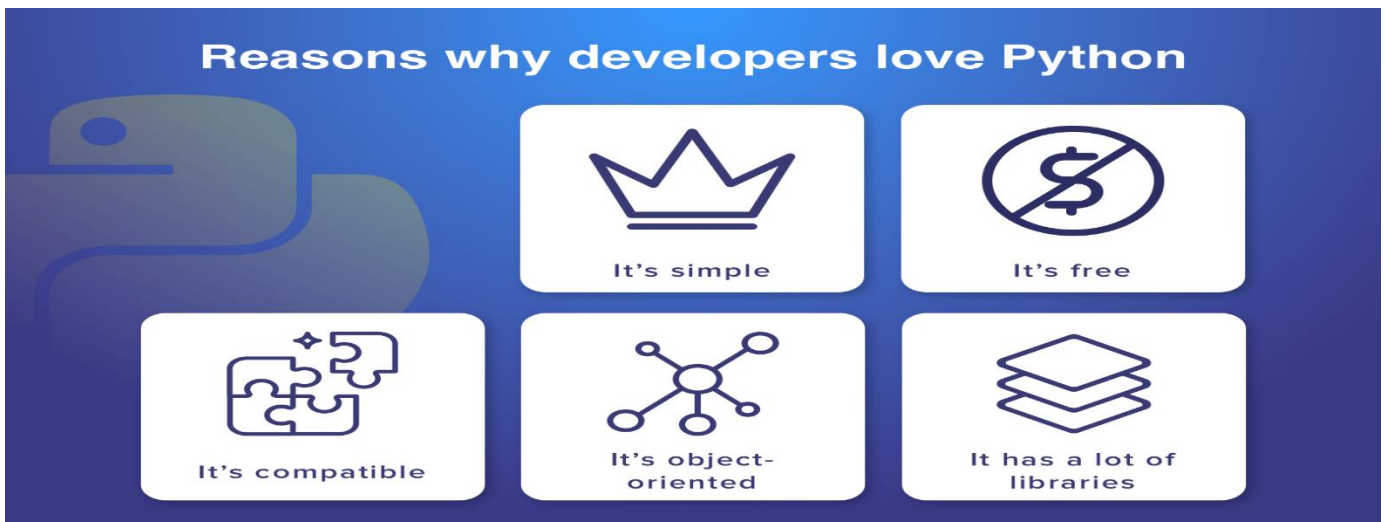 Reasons why developers love Python
It's simple
It's free
It's compatible
It's object-
oriented
It has a lot of
libraries